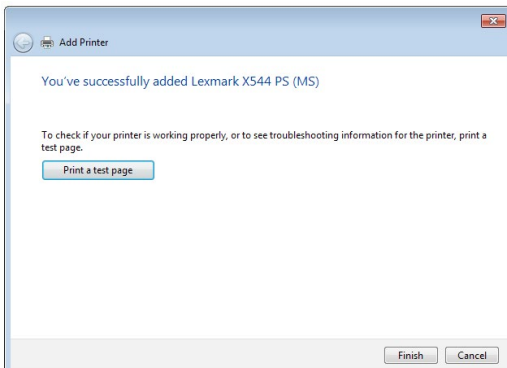 Add Printer
You've successfully added Lexmark X544 PS (MS)
To check if your printer is working properly, or to see troubleshooting information for the printer, print a
test page.
Print a test page
Finish Cancel